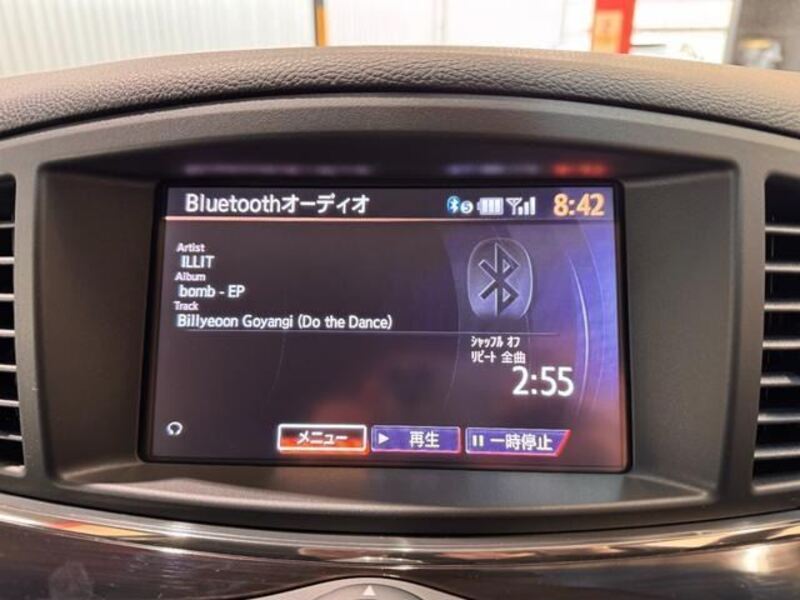 Bluetoothオーディオ
8:42
Artist
ILLIT
Album
bomb - EP
Track
Billyeoon Goyangi (Do the Dance)
シャッフル オフ
リピート 全曲
2:55
メニュー
再生
一時停止